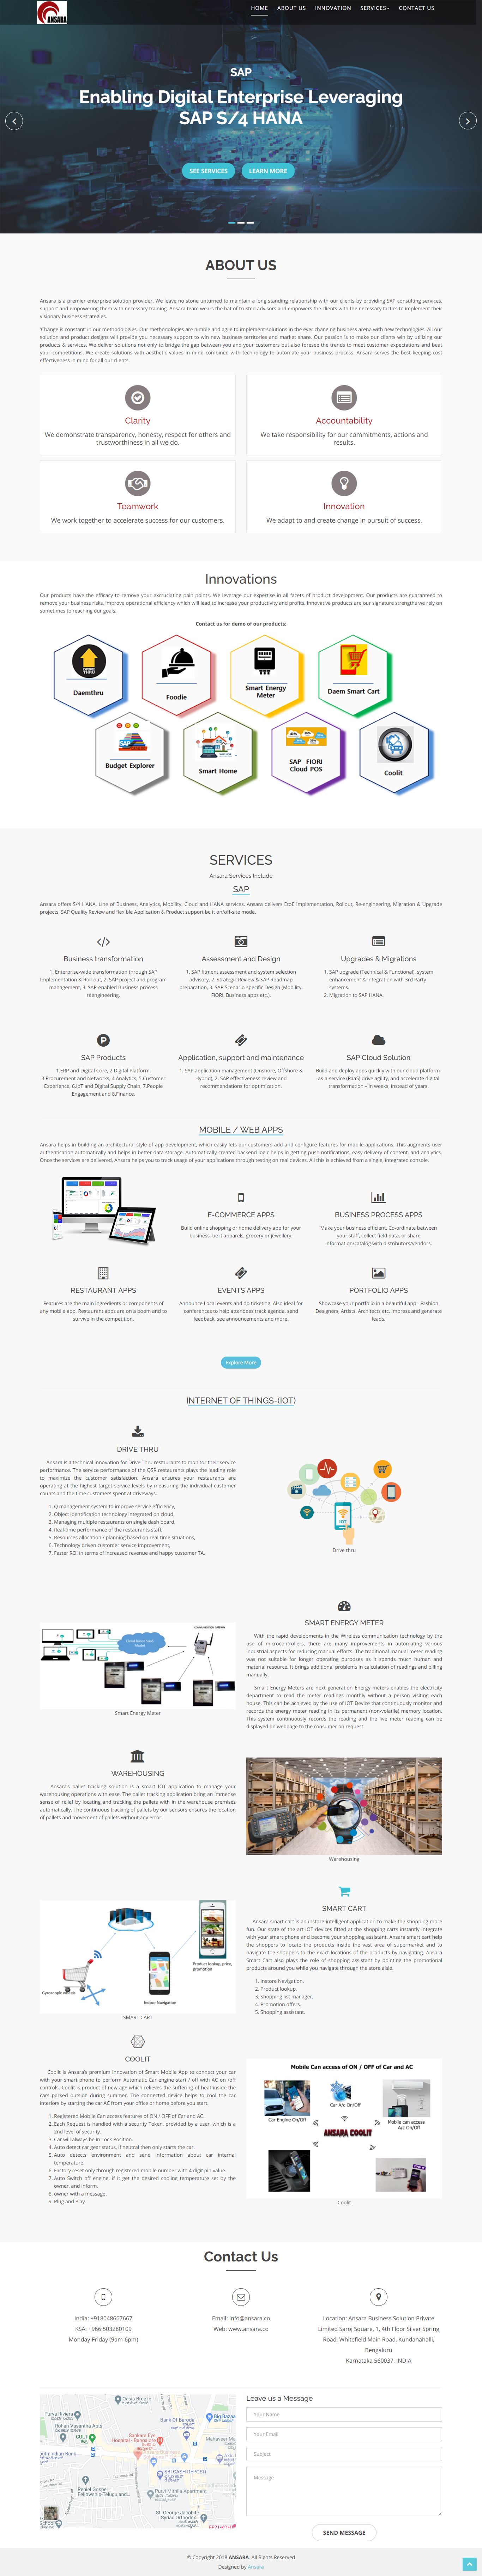 ANSARA
HOME ABOUT US INNOVATION SERVICES CONTACT US
SAP
Enabling Digital Enterprise Leveraging
SAP S/4 HANA
SEE SERVICES LEARN MORE
ABOUT US
Ansara is a premier enterprise solution provider. We leave no stone unturned to maintain a long standing relationship with our clients by providing SAP consulting services,
support and empowering them with necessary training. Ansara team wears the hat of trusted advisors and empowers the clients with the necessary tactics to implement their
visionary business strategies.
'Change is constant' in our methodologies. Our methodologies are nimble and agile to implement solutions in the ever changing business arena with new technologies. All our
solution and product designs will provide you necessary support to win new business territories and market share. Our passion is to make our clients win by utilizing our
products & services. We deliver solutions not only to bridge the gap between you and your customers but also foresee the trends to meet customer expectations and beat
your competitions. We create solutions with aesthetic values in mind combined with technology to automate your business process. Ansara serves the best keeping cost
effectiveness in mind for all our clients.
Clarity
We demonstrate transparency, honesty, respect for others and
trustworthiness in all we do.
Accountability
We take responsibility for our commitments, actions and
results.
Teamwork
We work together to accelerate success for our customers.
Innovation
We adapt to and create change in pursuit of success.
Innovations
Our products have the efficacy to remove your excruciating pain points. We leverage our expertise in all facets of product development. Our products are guaranteed to
remove your business risks, improve operational efficiency which will lead to increase your productivity and profits. Innovative products are our signature strengths we rely on
sometimes to reaching our goals.
Contact us for demo of our products:
Daemthru
Foodie
Smart Energy
Meter
Daem Smart Cart
Budget Explorer
Smart Home
SAP FIORI
Cloud POS
Coolit
SERVICES
Ansara Services Include
SAP
Ansara offers S/4 HANA, Line of Business, Analytics, Mobility, Cloud and HANA services. Ansara delivers EtoE Implementation, Rollout, Re-engineering, Migration & Upgrade
projects, SAP Quality Review and flexible Application & Product support be it on/off-site mode.
Business transformation
1. Enterprise-wide transformation through SAP
Implementation & Roll-out, 2. SAP project and program
management, 3. SAP-enabled Business process
reengineering.
Assessment and Design
1. SAP fitment assessment and system selection
advisory, 2. Strategic Review & SAP Roadmap
preparation, 3. SAP Scenario-specific Design (Mobility,
FIORI, Business apps etc.).
Upgrades & Migrations
1. SAP upgrade (Technical & Functional), system
enhancement & integration with 3rd Party
systems.
2. Migration to SAP HANA.
SAP Products
1.ERP and Digital Core, 2.Digital Platform,
3.Procurement and Networks, 4.Analytics, 5.Customer
Experience, 6.IoT and Digital Supply Chain, 7.People
Engagement and 8.Finance.
Application, support and maintenance
1. SAP application management (Onshore, Offshore &
Hybrid), 2. SAP effectiveness review and
recommendations for optimization.
SAP Cloud Solution
Build and deploy apps quickly with our cloud platform-
as-a-service (PaaS) drive agility, and accelerate digital
transformation – in weeks, instead of years.
MOBILE / WEB APPS
Ansara helps in building an architectural style of app development, which easily lets our customers add and configure features for mobile applications. This augments user
authentication automatically and helps in better data storage. Automatically created backend logic helps in getting push notifications, easy delivery of content, and analytics.
Once the services are delivered, Ansara helps you to track usage of your applications through testing on real devices. All this is achieved from a single, integrated console.
E-COMMERCE APPS
Build online shopping or home delivery app for your
business, be it apparels, grocery or jewellery.
BUSINESS PROCESS APPS
Make your business efficient. Co-ordinate between
your staff, collect field data, or share
information/catalog with distributors/vendors.
RESTAURANT APPS
Features are the main ingredients or components of
any mobile app. Restaurant apps are on a boom and to
survive in the competition.
EVENTS APPS
Announce Local events and do ticketing. Also ideal for
conferences to help attendees track agenda, send
feedback, see announcements and more.
PORTFOLIO APPS
Showcase your portfolio in a beautiful app - Fashion
Designers, Artists, Architects etc. Impress and generate
leads.
Explore More
INTERNET OF THINGS-(IOT)
DRIVE THRU
Ansara is a technical innovation for Drive Thru restaurants to monitor their service
performance. The service performance of the QSR restaurants plays the leading role
to maximize the customer satisfaction. Ansara ensures your restaurants are
operating at the highest target service levels by measuring the individual customer
counts and the time customers spent at driveways.
1. Q management system to improve service efficiency,
2. Object identification technology integrated on cloud,
3. Managing multiple restaurants on single dash board,
4. Real-time performance of the restaurants staff,
5. Resources allocation / planning based on real-time situations,
6. Technology driven customer service improvement,
7. Faster ROI in terms of increased revenue and happy customer TA.
IOT
Drive thru
Smart Energy Meter
SMART ENERGY METER
With the rapid developments in the Wireless communication technology by the
use of microcontrollers, there are many improvements in automating various
industrial aspects for reducing manual efforts. The traditional manual meter reading
was not suitable for longer operating purposes as it spends much human and
material resource. It brings additional problems in calculation of readings and billing
manually.
Smart Energy Meters are next generation Energy meters enables the electricity
department to read the meter readings monthly without a person visiting each
house. This can be achieved by the use of IOT Device that continuously monitor and
records the energy meter reading in its permanent (non-volatile) memory location.
This system continuously records the reading and the live meter reading can be
displayed on webpage to the consumer on request.
WAREHOUSING
Ansara's pallet tracking solution is a smart IOT application to manage your
warehousing operations with ease. The pallet tracking application bring an immense
sense of relief by locating and tracking the pallets with in the warehouse premises
automatically. The continuous tracking of pallets by our sensors ensures the location
of pallets and movement of pallets without any error.
Warehousing
Product lookup, price,
promotion
Gyroscopic wheels
Indoor Navigation
SMART CART
SMART CART
Ansara smart cart is an instore intelligent application to make the shopping more
fun. Our state of the art IOT devices fitted at the shopping carts instantly integrate
with your smart phone and become your shopping assistant. Ansara smart cart help
the shoppers to locate the products inside the vast area of supermarket and to
navigate the shoppers to the exact locations of the products by navigating. Ansara
Smart Cart also plays the role of shopping assistant by pointing the promotional
products around you while you navigate through the store aisle.
1. Instore Navigation.
2. Product lookup.
3. Shopping list manager.
4. Promotion offers.
5. Shopping assistant.
COOLIT
Coolit is Ansara's premium innovation of Smart Mobile App to connect your car
with your smart phone to perform Automatic Car engine start / off with AC on /off
controls. Coolit is product of new age which relieves the suffering of heat inside the
cars parked outside during summer. The connected device helps to cool the car
interiors by starting the car AC from your office or home before you start.
1. Registered Mobile Can access features of ON / OFF of Car and AC.
2. Each Request is handled with a security Token, provided by a user, which is a
2nd level of security.
3. Car will always be in Lock Position.
4. Auto detect car gear status, if neutral then only starts the car.
5. Auto detects environment and send information about car internal
temperature.
6. Factory reset only through registered mobile number with 4 digit pin value.
7. Auto Switch off engine, if it get the desired cooling temperature set by the
owner, and inform.
8. owner with a message.
9. Plug and Play.
Mobile Can access of ON / OFF of Car and AC
Car Engine On/Off
Car A/c On/Off
Mobile can access
A/c On/Off
ANSARA COOLIT
Coolit
Contact Us
India: +918048667667
KSA: +966 503280109
Monday-Friday (9am-6pm)
Email: info@ansara.co
Web: www.ansara.co
Location: Ansara Business Solution Private
Limited Saroj Square, 1, 4th Floor Silver Spring
Road, Whitefield Main Road, Kundanahalli,
Bengaluru
Karnataka 560037, INDIA
Oasis Breeze
Purva Riviera
Rohan Vasantha Apts
CULT
Bank Of Baroda
Big Bazaar
Sankara Eye
Hospital - Bangalore
South Indian Bank
SBI CASH DEPOSIT
Peniel Gospel
Fellowship Telugu and...
Purvi MithVa Apartment
St. George Jacobite
Syriac Orthodox...
Leave us a Message
Your Name
Your Email
Subject
Message
SEND MESSAGE
© Copyright 2018 ANSARA. All Rights Reserved
Designed by Ansara